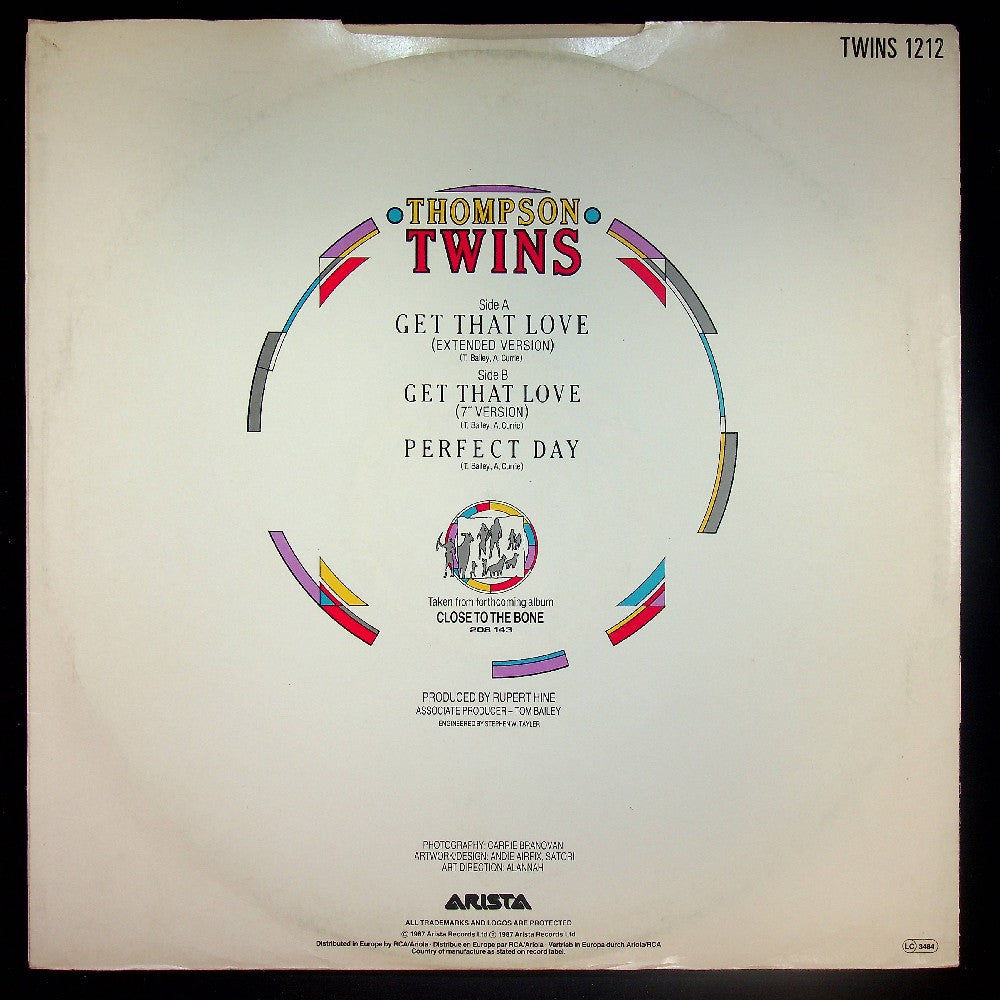 TWINS 1212
THOMPSON
TWINS
Side A
GET THAT LOVE
(EXTENDED VERSION)
(T. Bailey, A. Currie)
Side B
GET THAT LOVE
(7" VERSION)
(T. Bailey, A. Currie)
PERFECT DAY
(T. Bailey, A. Currie)
Taken from forthcoming album
CLOSE TO THE BONE
208 143
PRODUCED BY RUPERT HINE
ASSOCIATE PRODUCER – TOM BAILEY
ENGINEERED BY STEPHEN W. TAYLER
PHOTOGRAPHY: CARRIE BRANOVAN
ARTWORK/DESIGN: ANDIE AIRFIX, SATORI
ART DIRECTION: ALANNAH
ARISTA
ALL TRADEMARKS AND LOGOS ARE PROTECTED
© 1987 Arista Records Ltd ℗ 1987 Arista Records Ltd
Distributed in Europe by RCA/Ariola · Distribue en Europe par RCA/Ariola · Vertrieb in Europa durch Ariola/RCA
Country of manufacture as stated on record label.
LC 3484